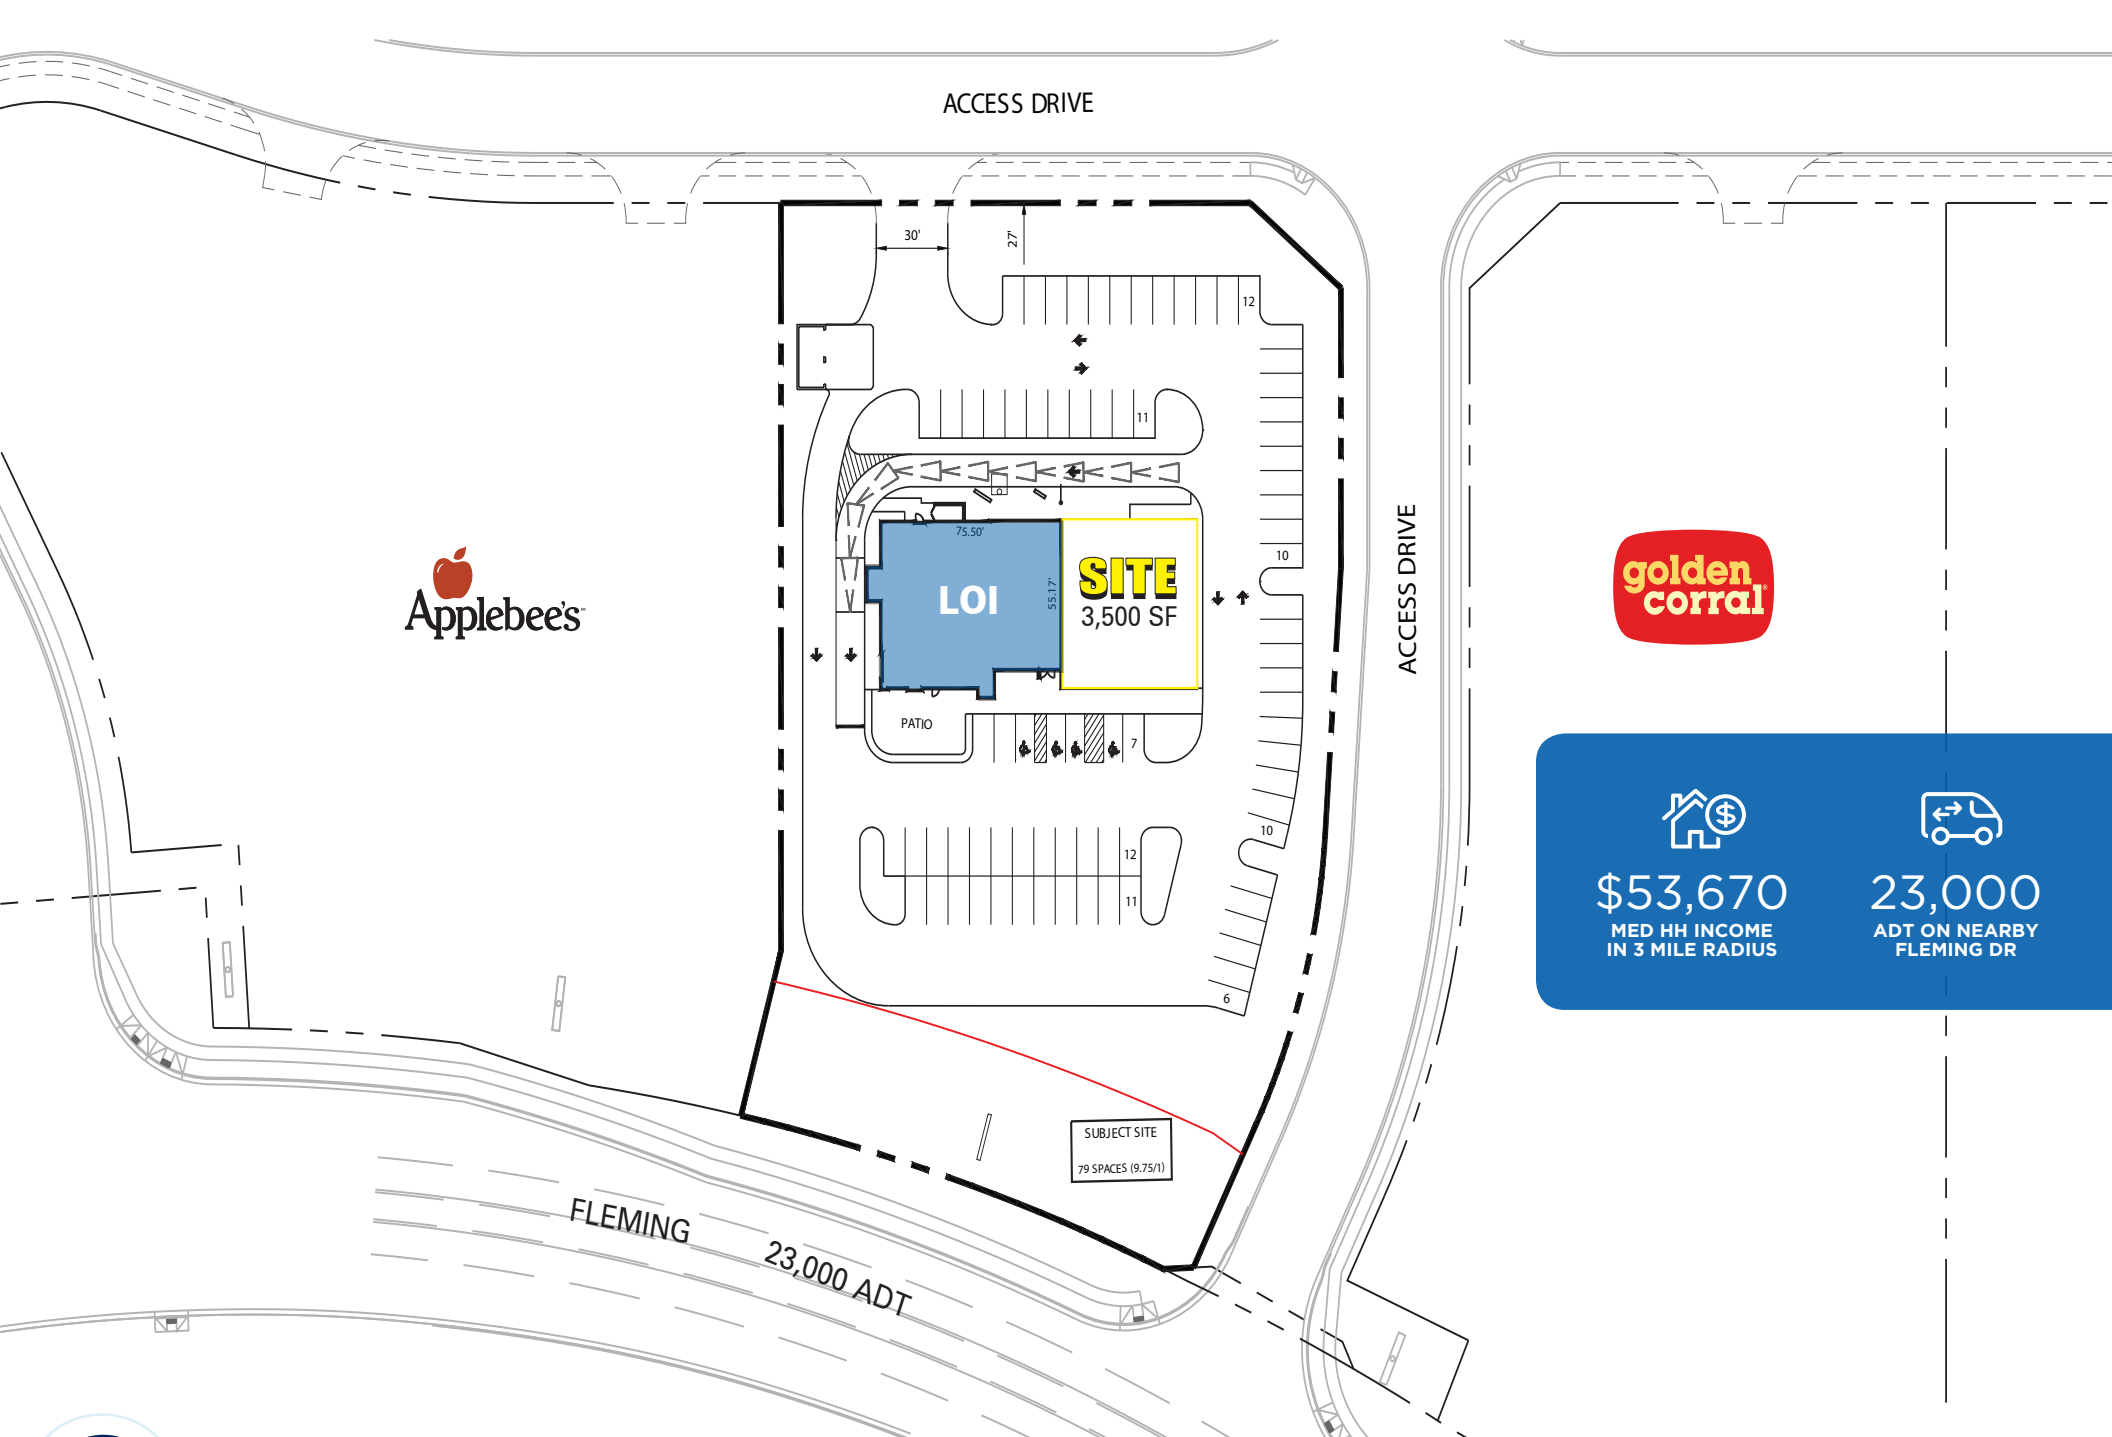 ACCESS DRIVE
30'
27'
12
11
75.50'
55.17'
LOI
SITE
3,500 SF
10
ACCESS DRIVE
Applebee's
golden
corral®
PATIO
7
10
12
11
6
$53,670
MED HH INCOME
IN 3 MILE RADIUS
23,000
ADT ON NEARBY
FLEMING DR
SUBJECT SITE
79 SPACES (9.75/1)
FLEMING
23,000 ADT